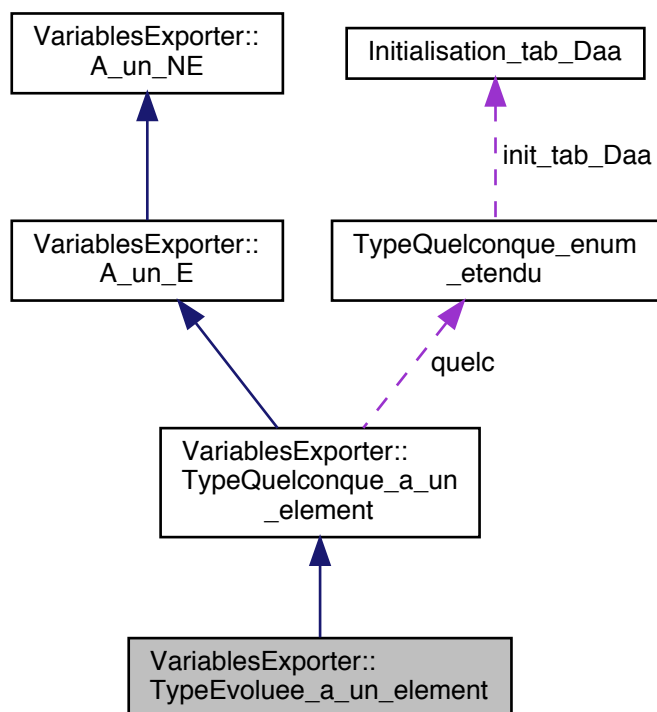 VariablesExporter::
A_un_NE
Initialisation_tab_Daa
init_tab_Daa
VariablesExporter::
A_un_E
TypeQuelconque_enum
_etendu
quelc
VariablesExporter::
TypeQuelconque_a_un
_element
VariablesExporter::
TypeEvoluee_a_un_element